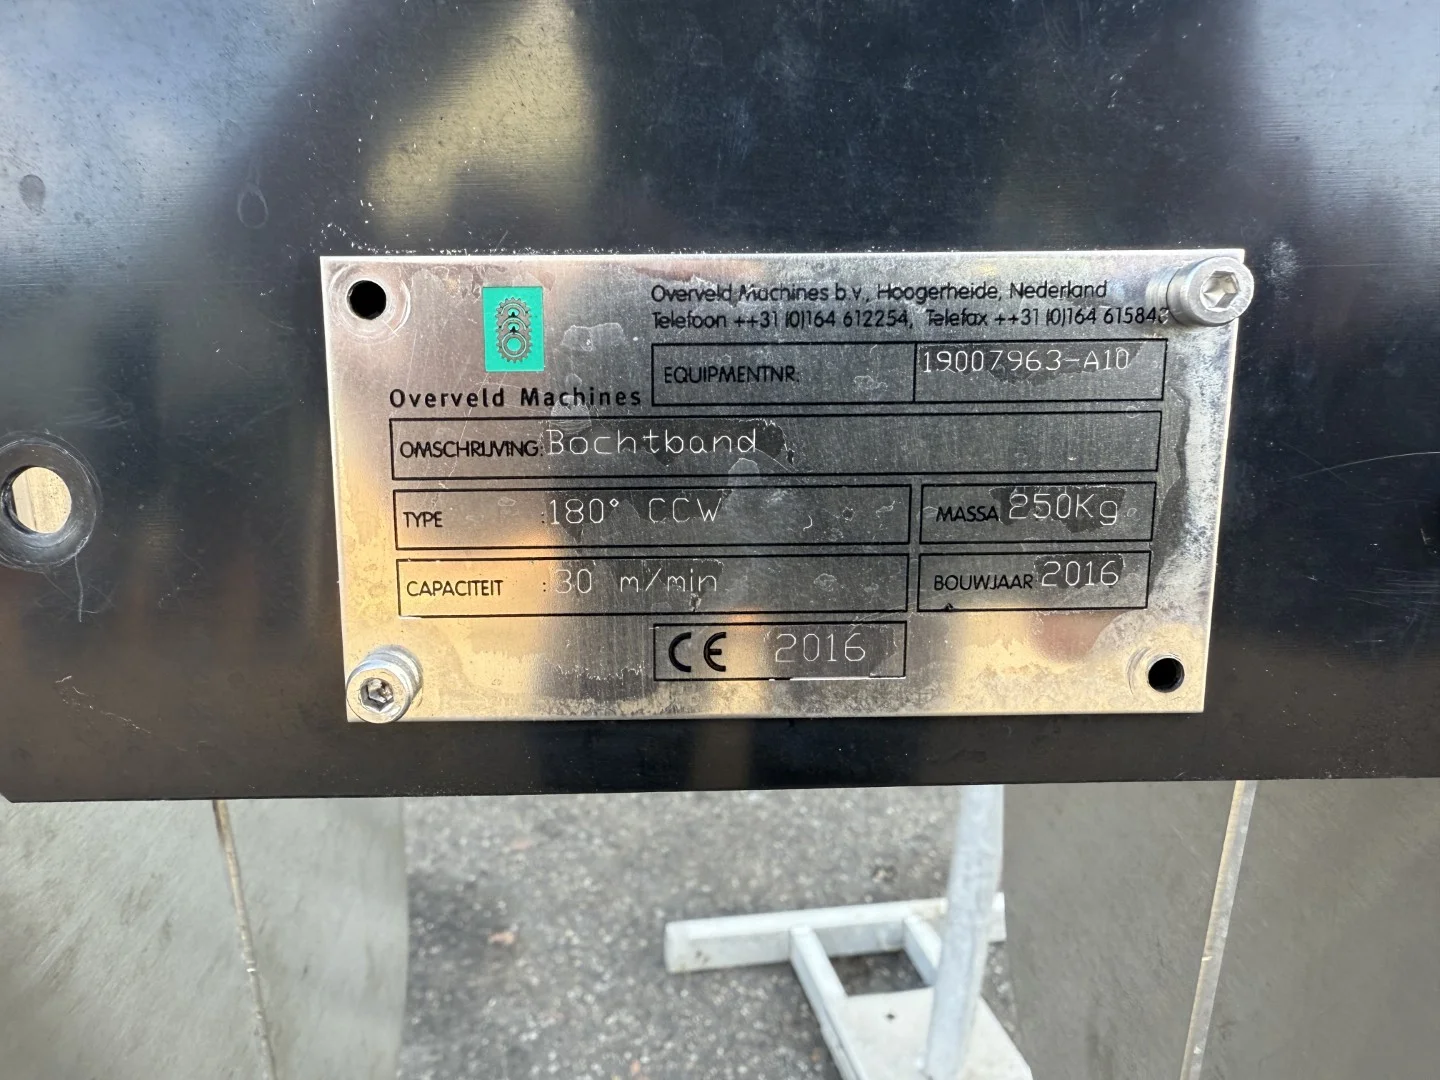 Overveld Machines b.v., Hoogerheide, Nederland
Telefoon ++31 (0)164 612254, Telefax ++31 (0)164 61584
Overveld Machines
EQUIPMENTNR. 19007963-A10
OMSCHRIJVING: Bochtband
TYPE : 180° CCW
MASSA 250Kg
CAPACITEIT : 30 m/min
BOUWJAAR 2016
CE 2016